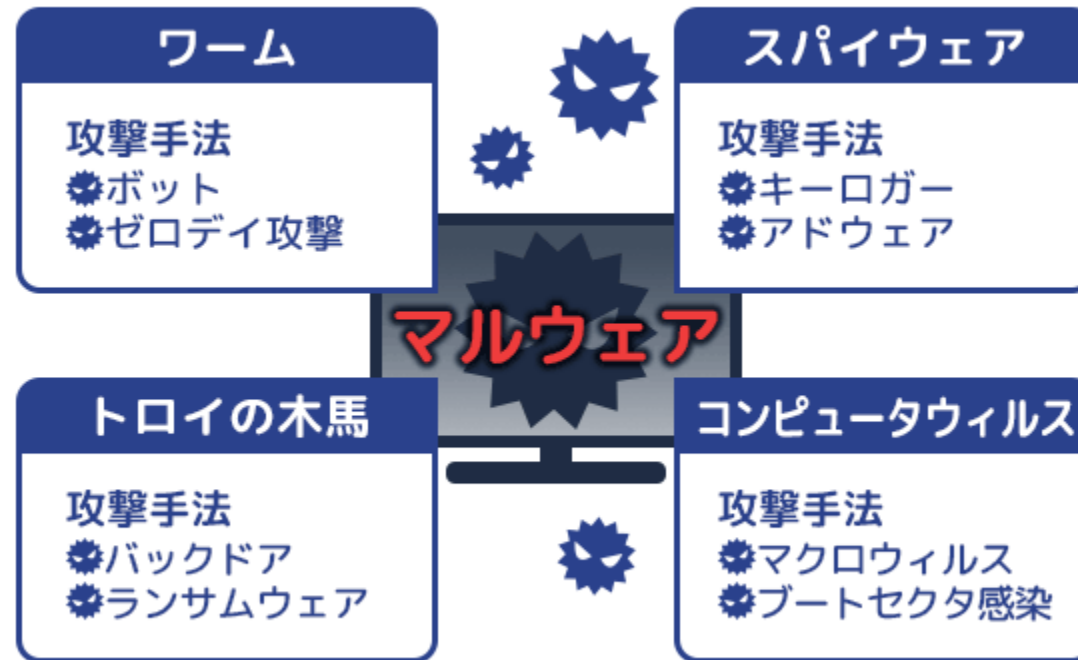 ワーム
攻撃手法
ボット
ゼロデイ攻撃
スパイウェア
攻撃手法
キーロガー
アドウェア
マルウェア
トロイの木馬
攻撃手法
バックドア
ランサムウェア
コンピュータウィルス
攻撃手法
マクロウィルス
ブートセクタ感染